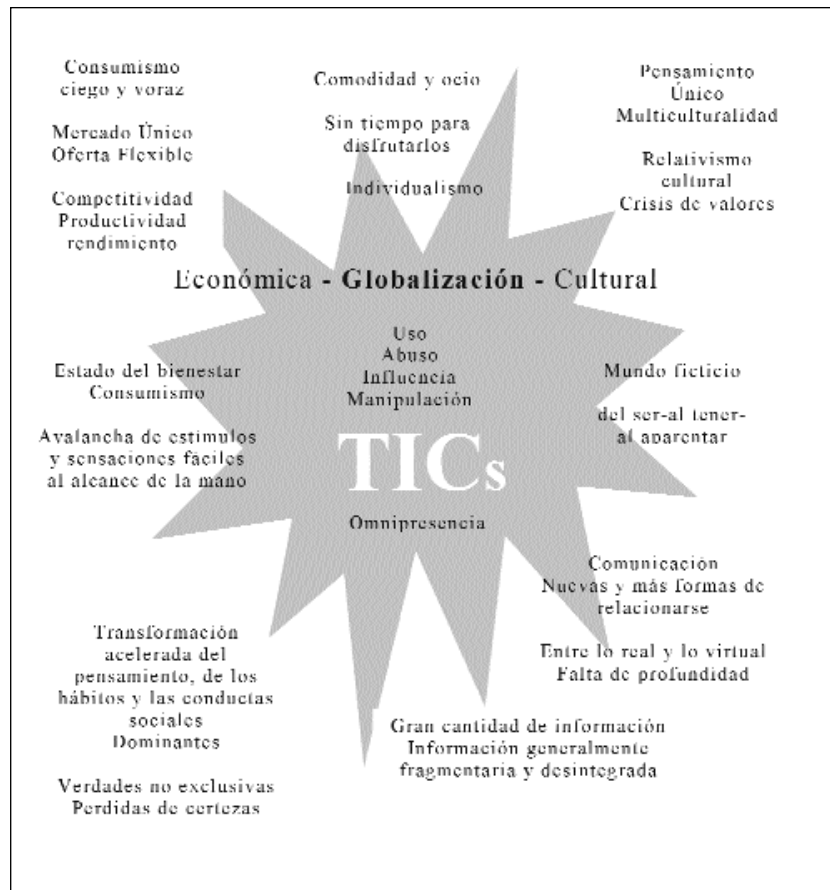 Consumismo
ciego y voraz
Mercado Único
Oferta Flexible
Competitividad
Productividad
rendimiento
Comodidad y ocio
Sin tiempo para
disfrutarlos
Individualismo
Pensamiento
Único
Multiculturalidad
Relativismo
cultural
Crisis de valores
Económica - Globalización - Cultural
Uso
Abuso
Influencia
Manipulación
TICs
Omnipresencia
Estado del bienestar
Consumismo
Avalancha de estímulos
y sensaciones fáciles
al alcance de la mano
Mundo ficticio
del ser-al tener-
al aparentar
Comunicación
Nuevas y más formas de
relacionarse
Entre lo real y lo virtual
Falta de profundidad
Transformación
acelerada del
pensamiento, de los
hábitos y las conductas
sociales
Dominantes
Verdades no exclusivas
Perdidas de certezas
Gran cantidad de información
Información generalmente
fragmentaria y desintegrada